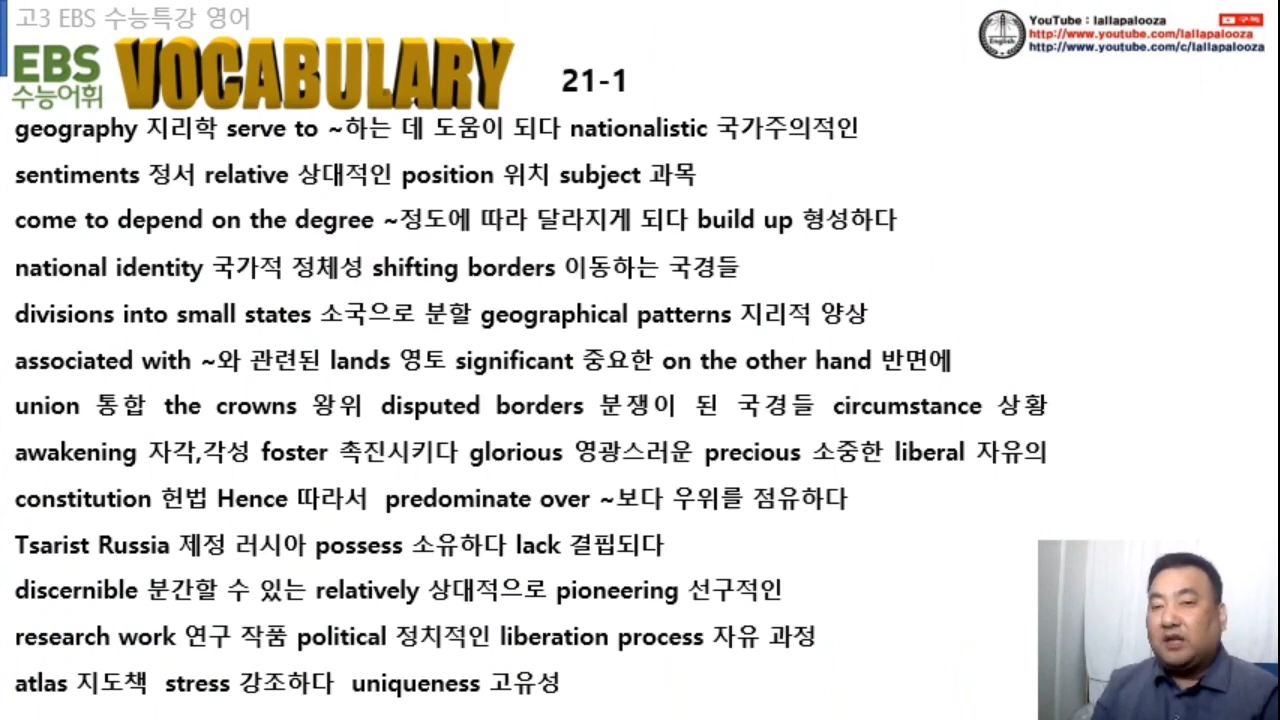 고3 EBS 수능특강 영어
EBS
수능어휘
VOCABULARY
21-1
English
YouTube : lallapalooza
구독
http://www.youtube.com/lallapalooza
http://www.youtube.com/c/lallapalooza
geography 지리학 serve to ~하는 데 도움이 되다 nationalistic 국가주의적인
sentiments 정서 relative 상대적인 position 위치 subject 과목
come to depend on the degree ~정도에 따라 달라지게 되다 build up 형성하다
national identity 국가적 정체성 shifting borders 이동하는 국경들
divisions into small states 소국으로 분할 geographical patterns 지리적 양상
associated with ~와 관련된 lands 영토 significant 중요한 on the other hand 반면에
union 통합 the crowns 왕위 disputed borders 분쟁이 된 국경들 circumstance 상황
awakening 자각,각성 foster 촉진시키다 glorious 영광스러운 precious 소중한 liberal 자유의
constitution 헌법 Hence 따라서 predominate over ~보다 우위를 점유하다
Tsarist Russia 제정 러시아 possess 소유하다 lack 결핍되다
discernible 분간할 수 있는 relatively 상대적으로 pioneering 선구적인
research work 연구 작품 political 정치적인 liberation process 자유 과정
atlas 지도책 stress 강조하다 uniqueness 고유성